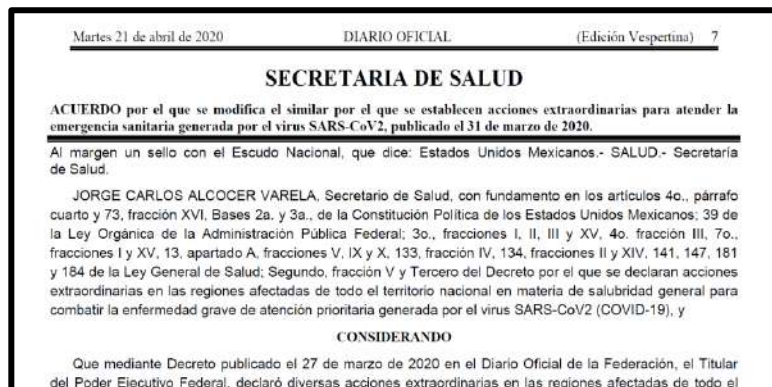 Martes 21 de abril de 2020 DIARIO OFICIAL (Edición Vespertina) 7
SECRETARIA DE SALUD
ACUERDO por el que se modifica el similar por el que se establecen acciones extraordinarias para atender la
emergencia sanitaria generada por el virus SARS-CoV2, publicado el 31 de marzo de 2020.
Al margen un sello con el Escudo Nacional, que dice: Estados Unidos Mexicanos.- SALUD.- Secretaría
de Salud.
JORGE CARLOS ALCOCER VARELA, Secretario de Salud, con fundamento en los artículos 4o., párrafo
cuarto y 73, fracción XVI, Bases 2a. y 3a., de la Constitución Política de los Estados Unidos Mexicanos; 39 de
la Ley Orgánica de la Administración Pública Federal; 3o., fracciones I, II, III y XV, 4o. fracción III, 7o.,
fracciones I y XV, 13, apartado A, fracciones V, IX y X, 133, fracción IV, 134, fracciones II y XIV, 141, 147, 181
y 184 de la Ley General de Salud; Segundo, fracción V y Tercero del Decreto por el que se declaran acciones
extraordinarias en las regiones afectadas de todo el territorio nacional en materia de salubridad general para
combatir la enfermedad grave de atención prioritaria generada por el virus SARS-CoV2 (COVID-19), y
CONSIDERANDO
Que mediante Decreto publicado el 27 de marzo de 2020 en el Diario Oficial de la Federación, el Titular
del Poder Ejecutivo Federal, declaró diversas acciones extraordinarias en las regiones afectadas de todo el